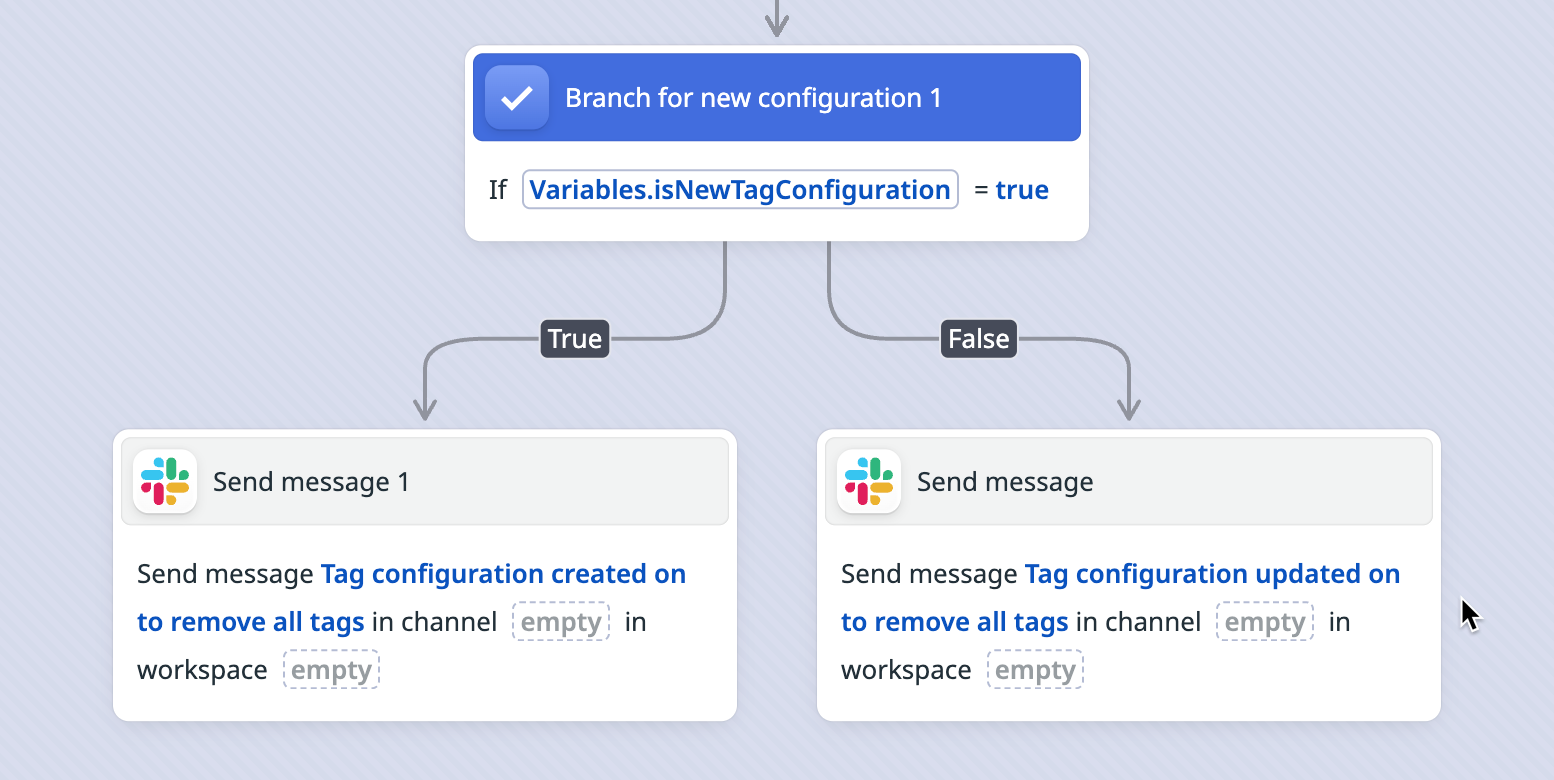 Branch for new configuration 1
If Variables.isNewTagConfiguration = true
True
False
Send message 1
Send message Tag configuration created on
to remove all tags in channel empty in
workspace empty
Send message
Send message Tag configuration updated on
to remove all tags in channel empty in
workspace empty